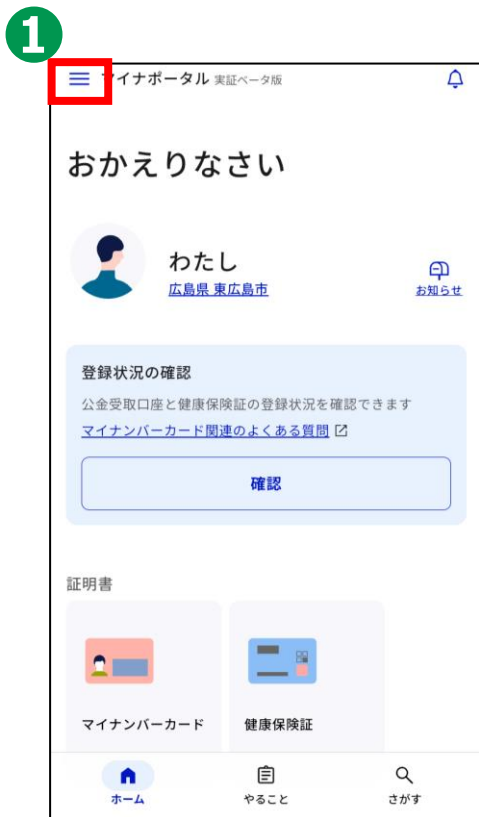 1
マイナポータル 実証ベータ版
おかえりなさい
わたし
広島県 東広島市
お知らせ
登録状況の確認
公金受取口座と健康保険証の登録状況を確認できます
マイナンバーカード関連のよくある質問
確認
証明書
マイナンバーカード
健康保険証
ホーム
やること
さがす